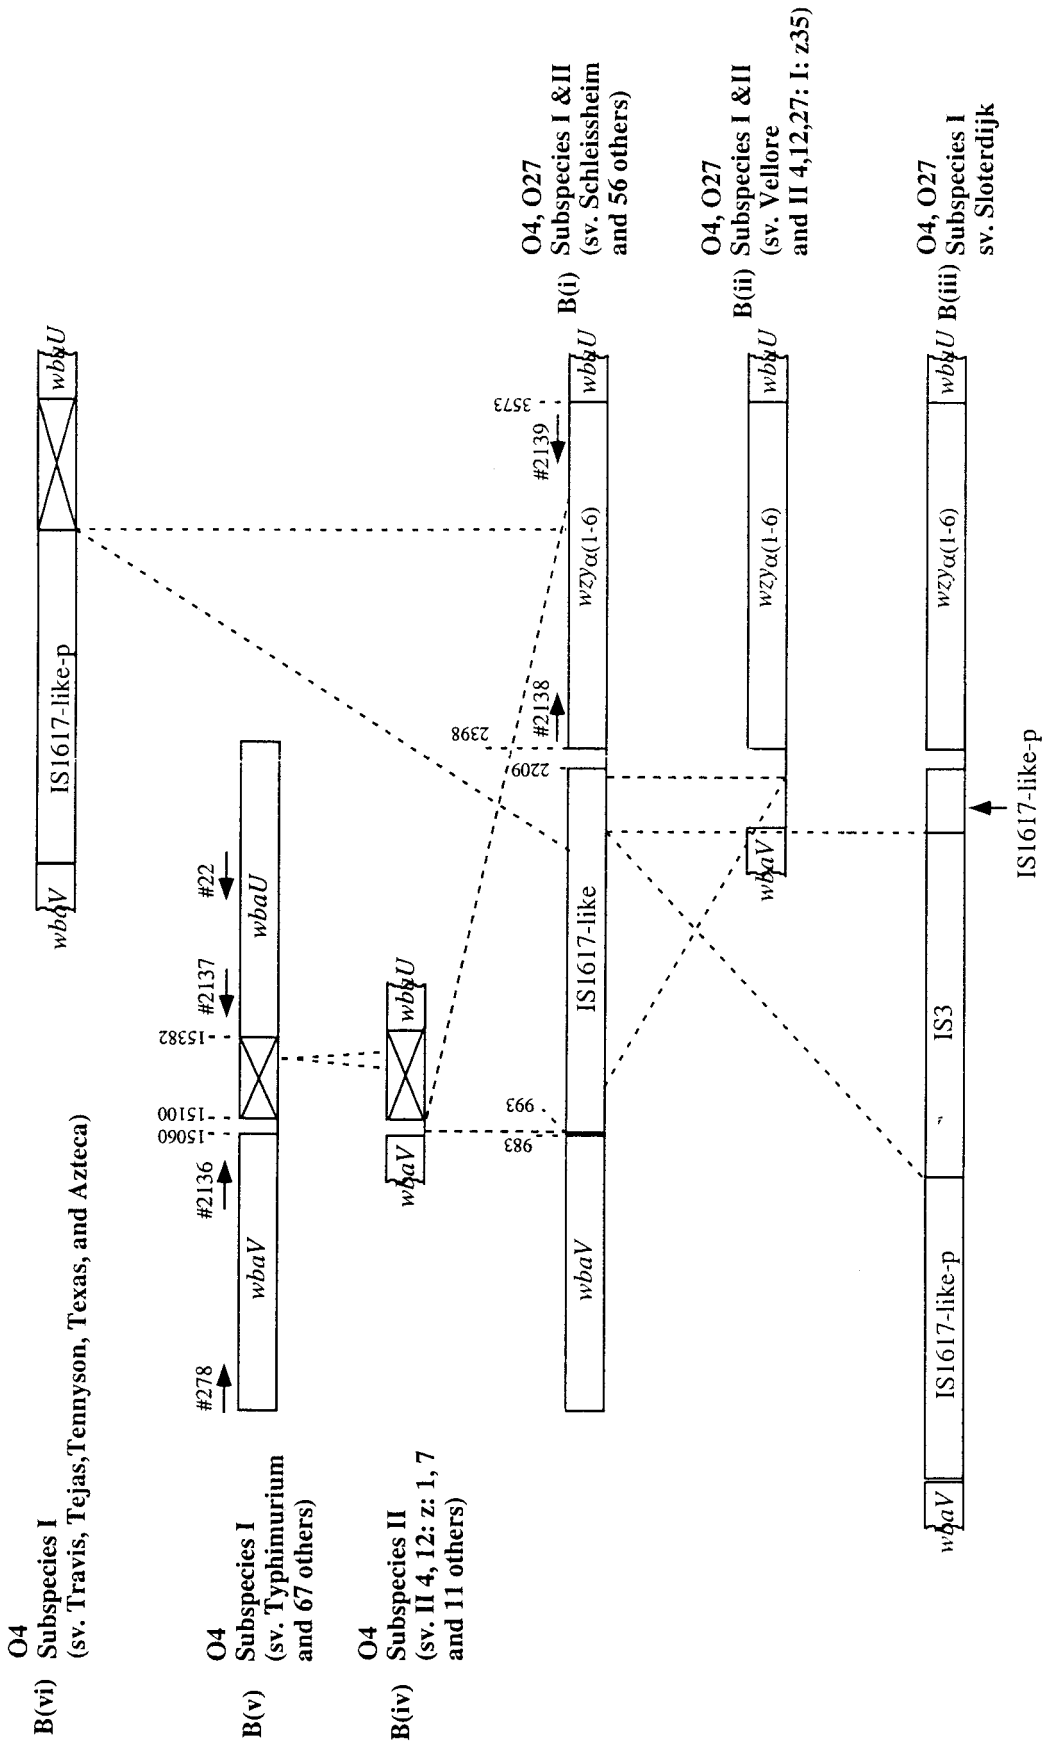 O4
B(vi) Subspecies I
(sv. Travis, Tejas,Tennyson, Texas, and Azteca)
wbaV
IS1617-like-p
wbaU
O4
B(v) Subspecies I
(sv. Typhimurium
and 67 others)
#278
#2136
15060
15100
15382
#2137
#22
wbaV
wbaU
O4
B(iv) Subspecies II
(sv. II 4, 12: z: 1, 7
and 11 others)
wbaV
wbaU
983
993
2209
2398
#2138
#2139
3573
wbaV
IS1617-like
wzyα(1-6)
wbaU
O4, O27
B(i) Subspecies I &II
(sv. Schleissheim
and 56 others)
wbaV
wzyα(1-6)
wbaU
O4, O27
B(ii) Subspecies I &II
(sv. Vellore
and II 4,12,27: I: z35)
wbaV
IS1617-like-p
IS3
wzyα(1-6)
wbaU
IS1617-like-p
O4, O27
B(iii) Subspecies I
sv. Sloterdijk